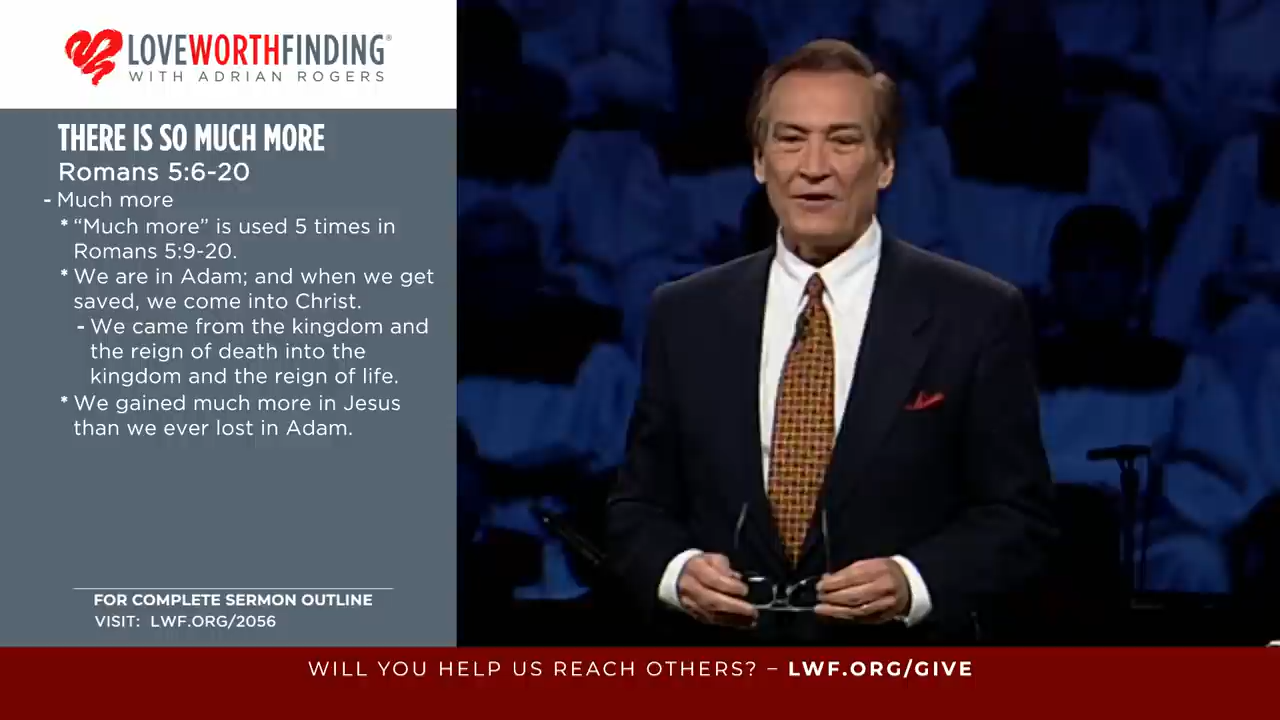 LOVEWORTHFINDING®
WITH ADRIAN ROGERS
THERE IS SO MUCH MORE
Romans 5:6-20
- Much more
* “Much more” is used 5 times in
Romans 5:9-20.
* We are in Adam; and when we get
saved, we come into Christ.
- We came from the kingdom and
the reign of death into the
kingdom and the reign of life.
* We gained much more in Jesus
than we ever lost in Adam.
FOR COMPLETE SERMON OUTLINE
VISIT: LWF.ORG/2056
WILL YOU HELP US REACH OTHERS? – LWF.ORG/GIVE